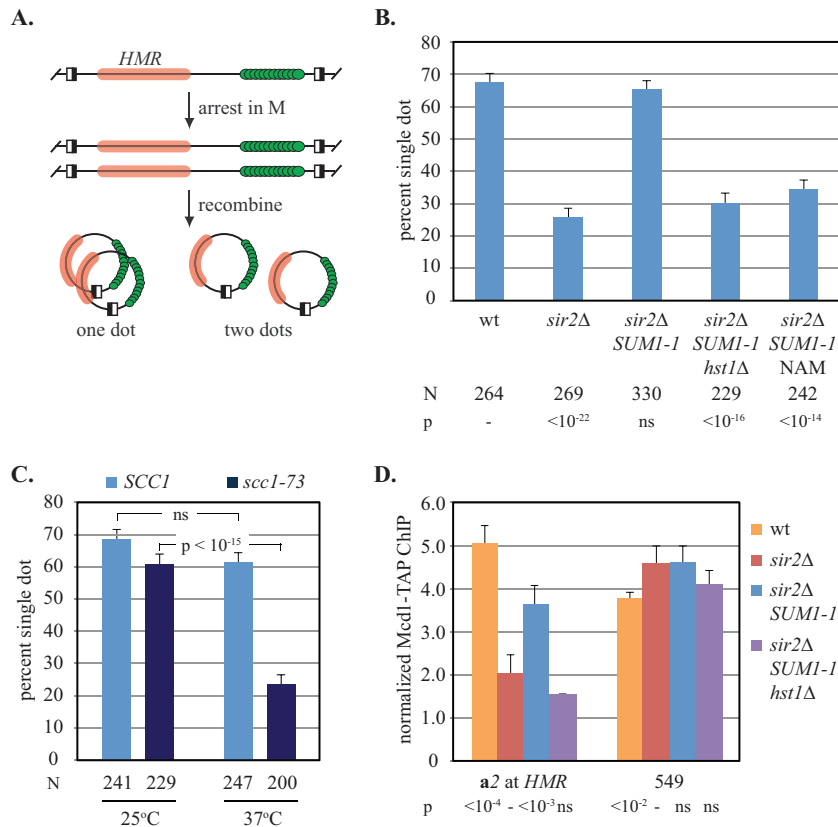 A.
HMR
arrest in M
recombine
one dot two dots
B.
percent single dot
80
70
60
50
40
30
20
10
0
wt sir2Δ sir2Δ SUM1-1 sir2Δ SUM1-1 hst1Δ sir2Δ SUM1-1 NAM
N 264 269 330 229 242
p - <10⁻²² ns <10⁻¹⁶ <10⁻¹⁴
C.
SCC1 scc1-73
percent single dot
80
70
60
50
40
30
20
10
0
ns
p < 10⁻¹⁵
N 241 229 247 200
25°C 37°C
D.
normalized Mcd1-TAP ChIP
6.0
5.0
4.0
3.0
2.0
1.0
wt
sir2Δ
sir2Δ
SUM1-1
sir2Δ
SUM1-1
hst1Δ
a2 at HMR 549
p <10⁻⁴ - <10⁻³ ns <10⁻² - ns ns